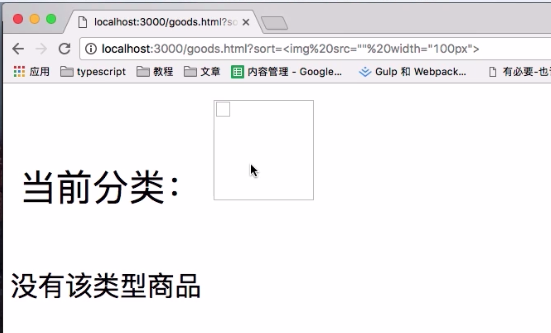 localhost:3000/goods.html?so
localhost:3000/goods.html?sort=<img%20src=""%20width="100px">
应用 typescript 教程 文章 内容管理 - Google... Gulp 和 Webpack... 有必要-也
当前分类：
没有该类型商品